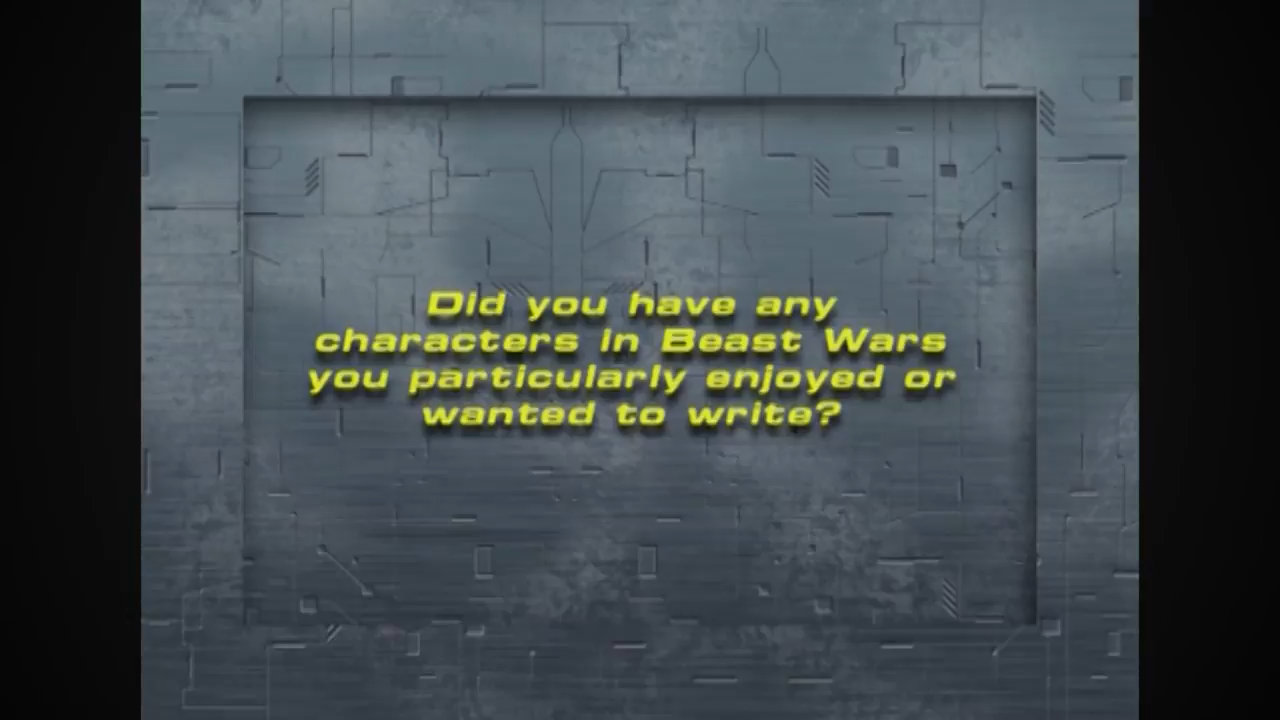 Did you have any
characters in Beast Wars
you particularly enjoyed or
wanted to write?